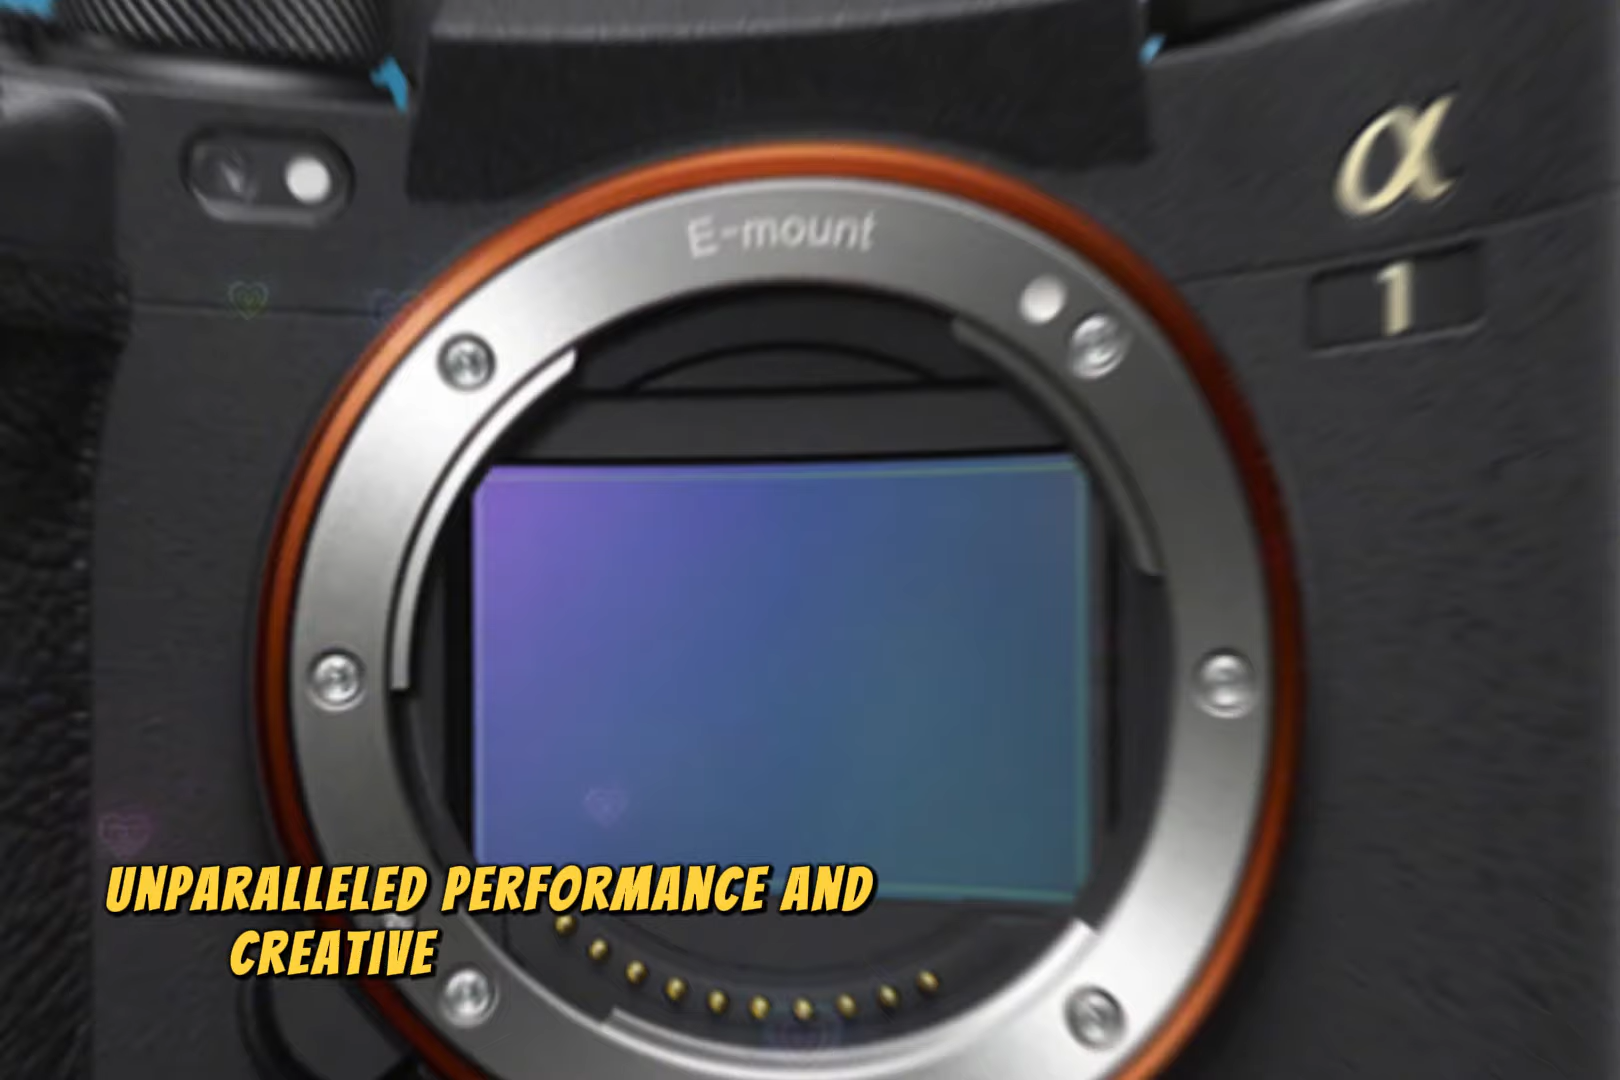 α
E-mount
1
UNPARALLELED PERFORMANCE AND
CREATIVE